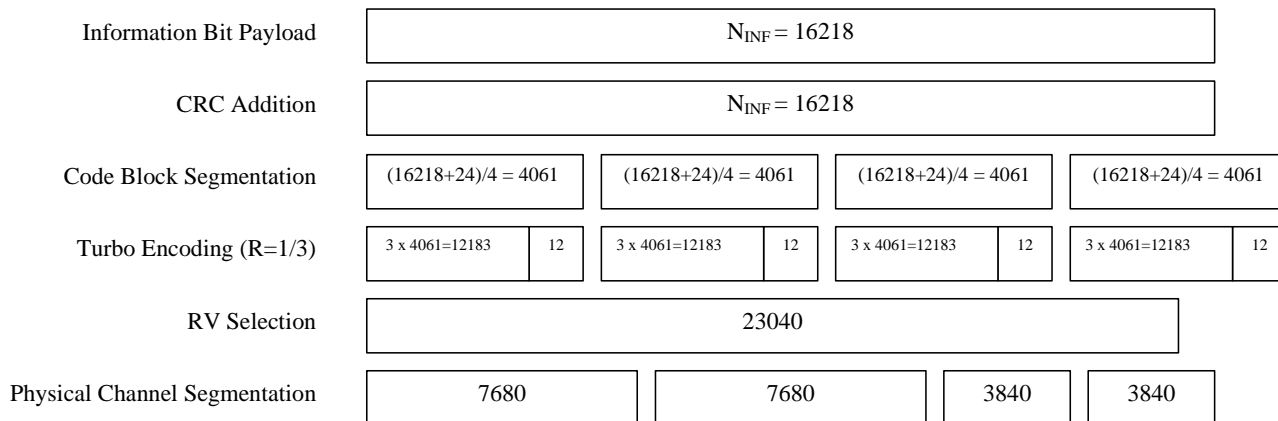 Information Bit Payload N_INF = 16218
CRC Addition N_INF = 16218
Code Block Segmentation (16218+24)/4 = 4061 (16218+24)/4 = 4061 (16218+24)/4 = 4061 (16218+24)/4 = 4061
Turbo Encoding (R=1/3) 3 x 4061=12183 12 3 x 4061=12183 12 3 x 4061=12183 12 3 x 4061=12183 12
RV Selection 23040
Physical Channel Segmentation 7680 7680 3840 3840